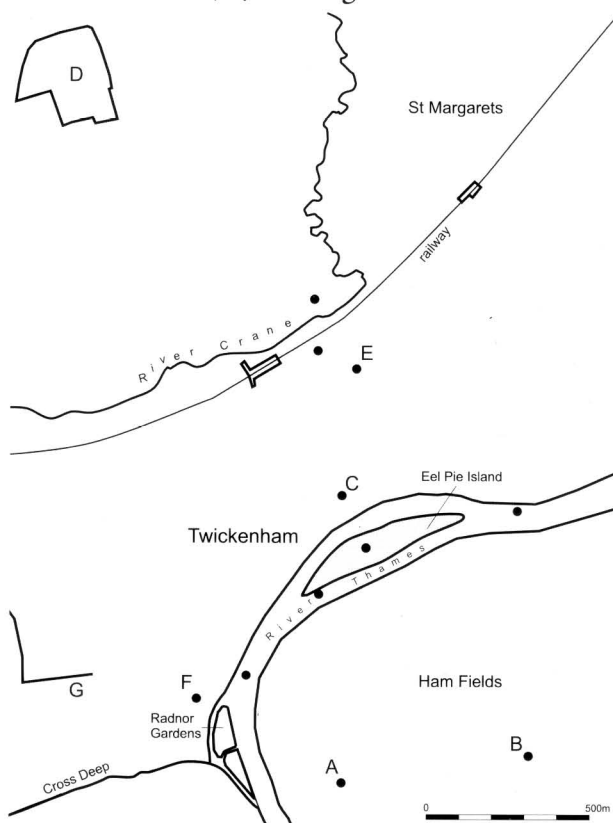 D
St Margarets
railway
River Crane
E
C
Eel Pie Island
Twickenham
River Thames
G
F
Ham Fields
Radnor
Gardens
B
A
Cross Deep
0 500m